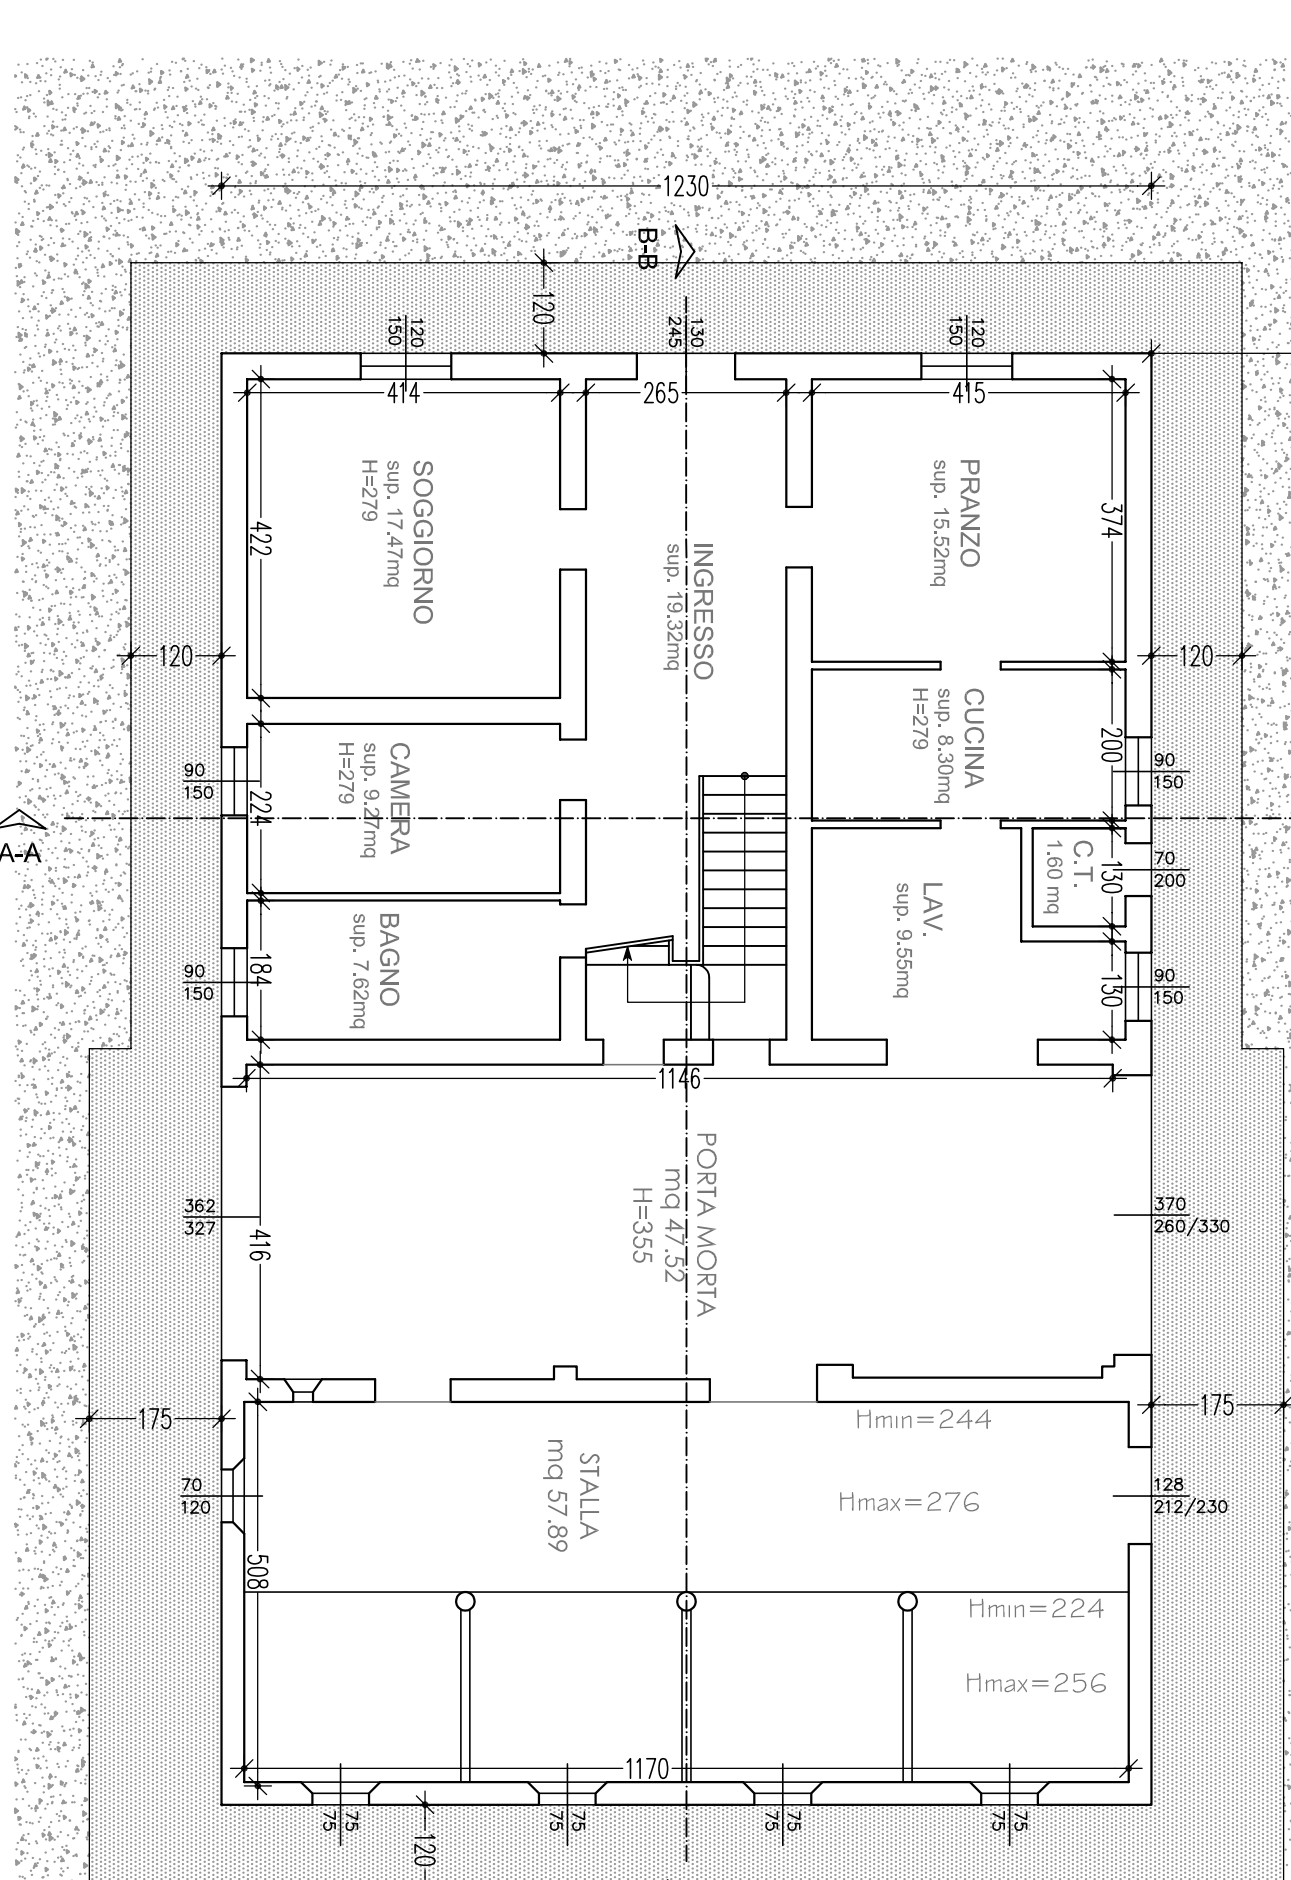 1230
B-B
120
120
150
130
245
120
150
414
265
415
SOGGIORNO
sup. 17.47mq
H=279
422
INGRESSO
sup. 19.32mq
PRANZO
sup. 15.52mq
374
120
120
CUCINA
sup. 8.30mq
H=279
200
90
150
90
150
CAMERA
sup. 9.27mq
H=279
224
A-A
C.T.
1.60 mq
130
70
200
LAV.
sup. 9.55mq
BAGNO
sup. 7.62mq
184
90
150
130
90
150
1146
PORTA MORTA
mq 47.52
H=355
362
327
416
370
260/330
175
175
Hmin=244
STALLA
mq 57.89
Hmax=276
70
120
128
212/230
508
Hmin=224
Hmax=256
1170
75
75
75
75
75
75
75
75
120